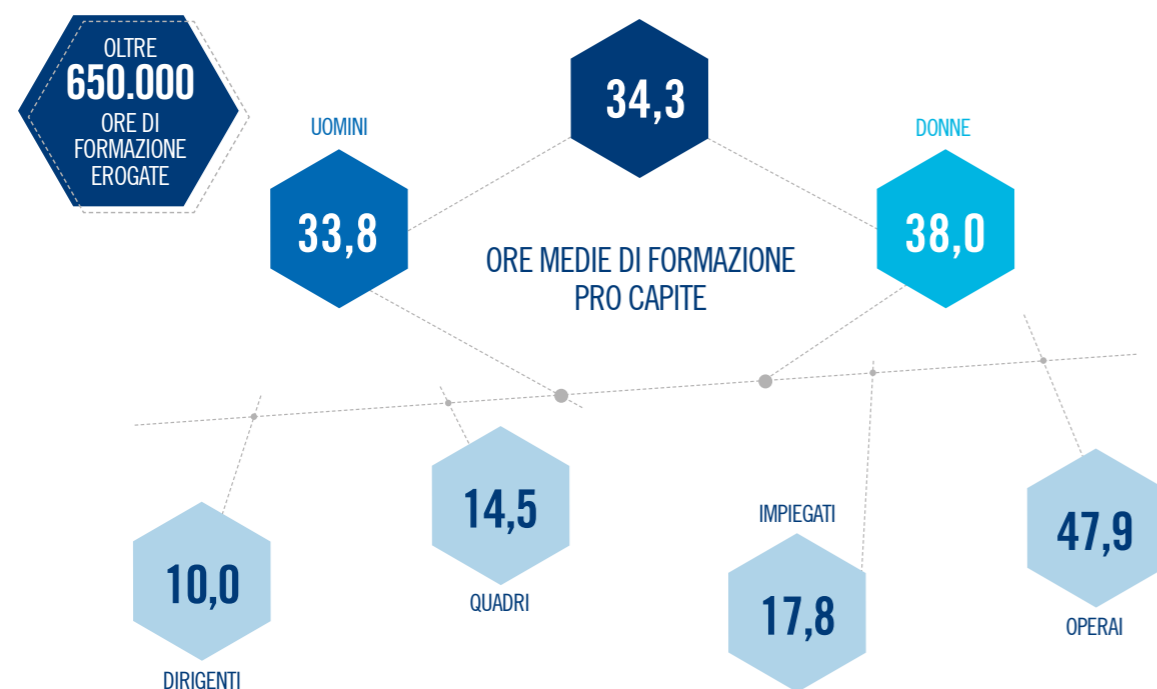 OLTRE
650.000
ORE DI
FORMAZIONE
EROGATE
34,3
UOMINI
33,8
DONNE
38,0
ORE MEDIE DI FORMAZIONE
PRO CAPITE
10,0
DIRIGENTI
14,5
QUADRI
IMPIEGATI
17,8
47,9
OPERAI